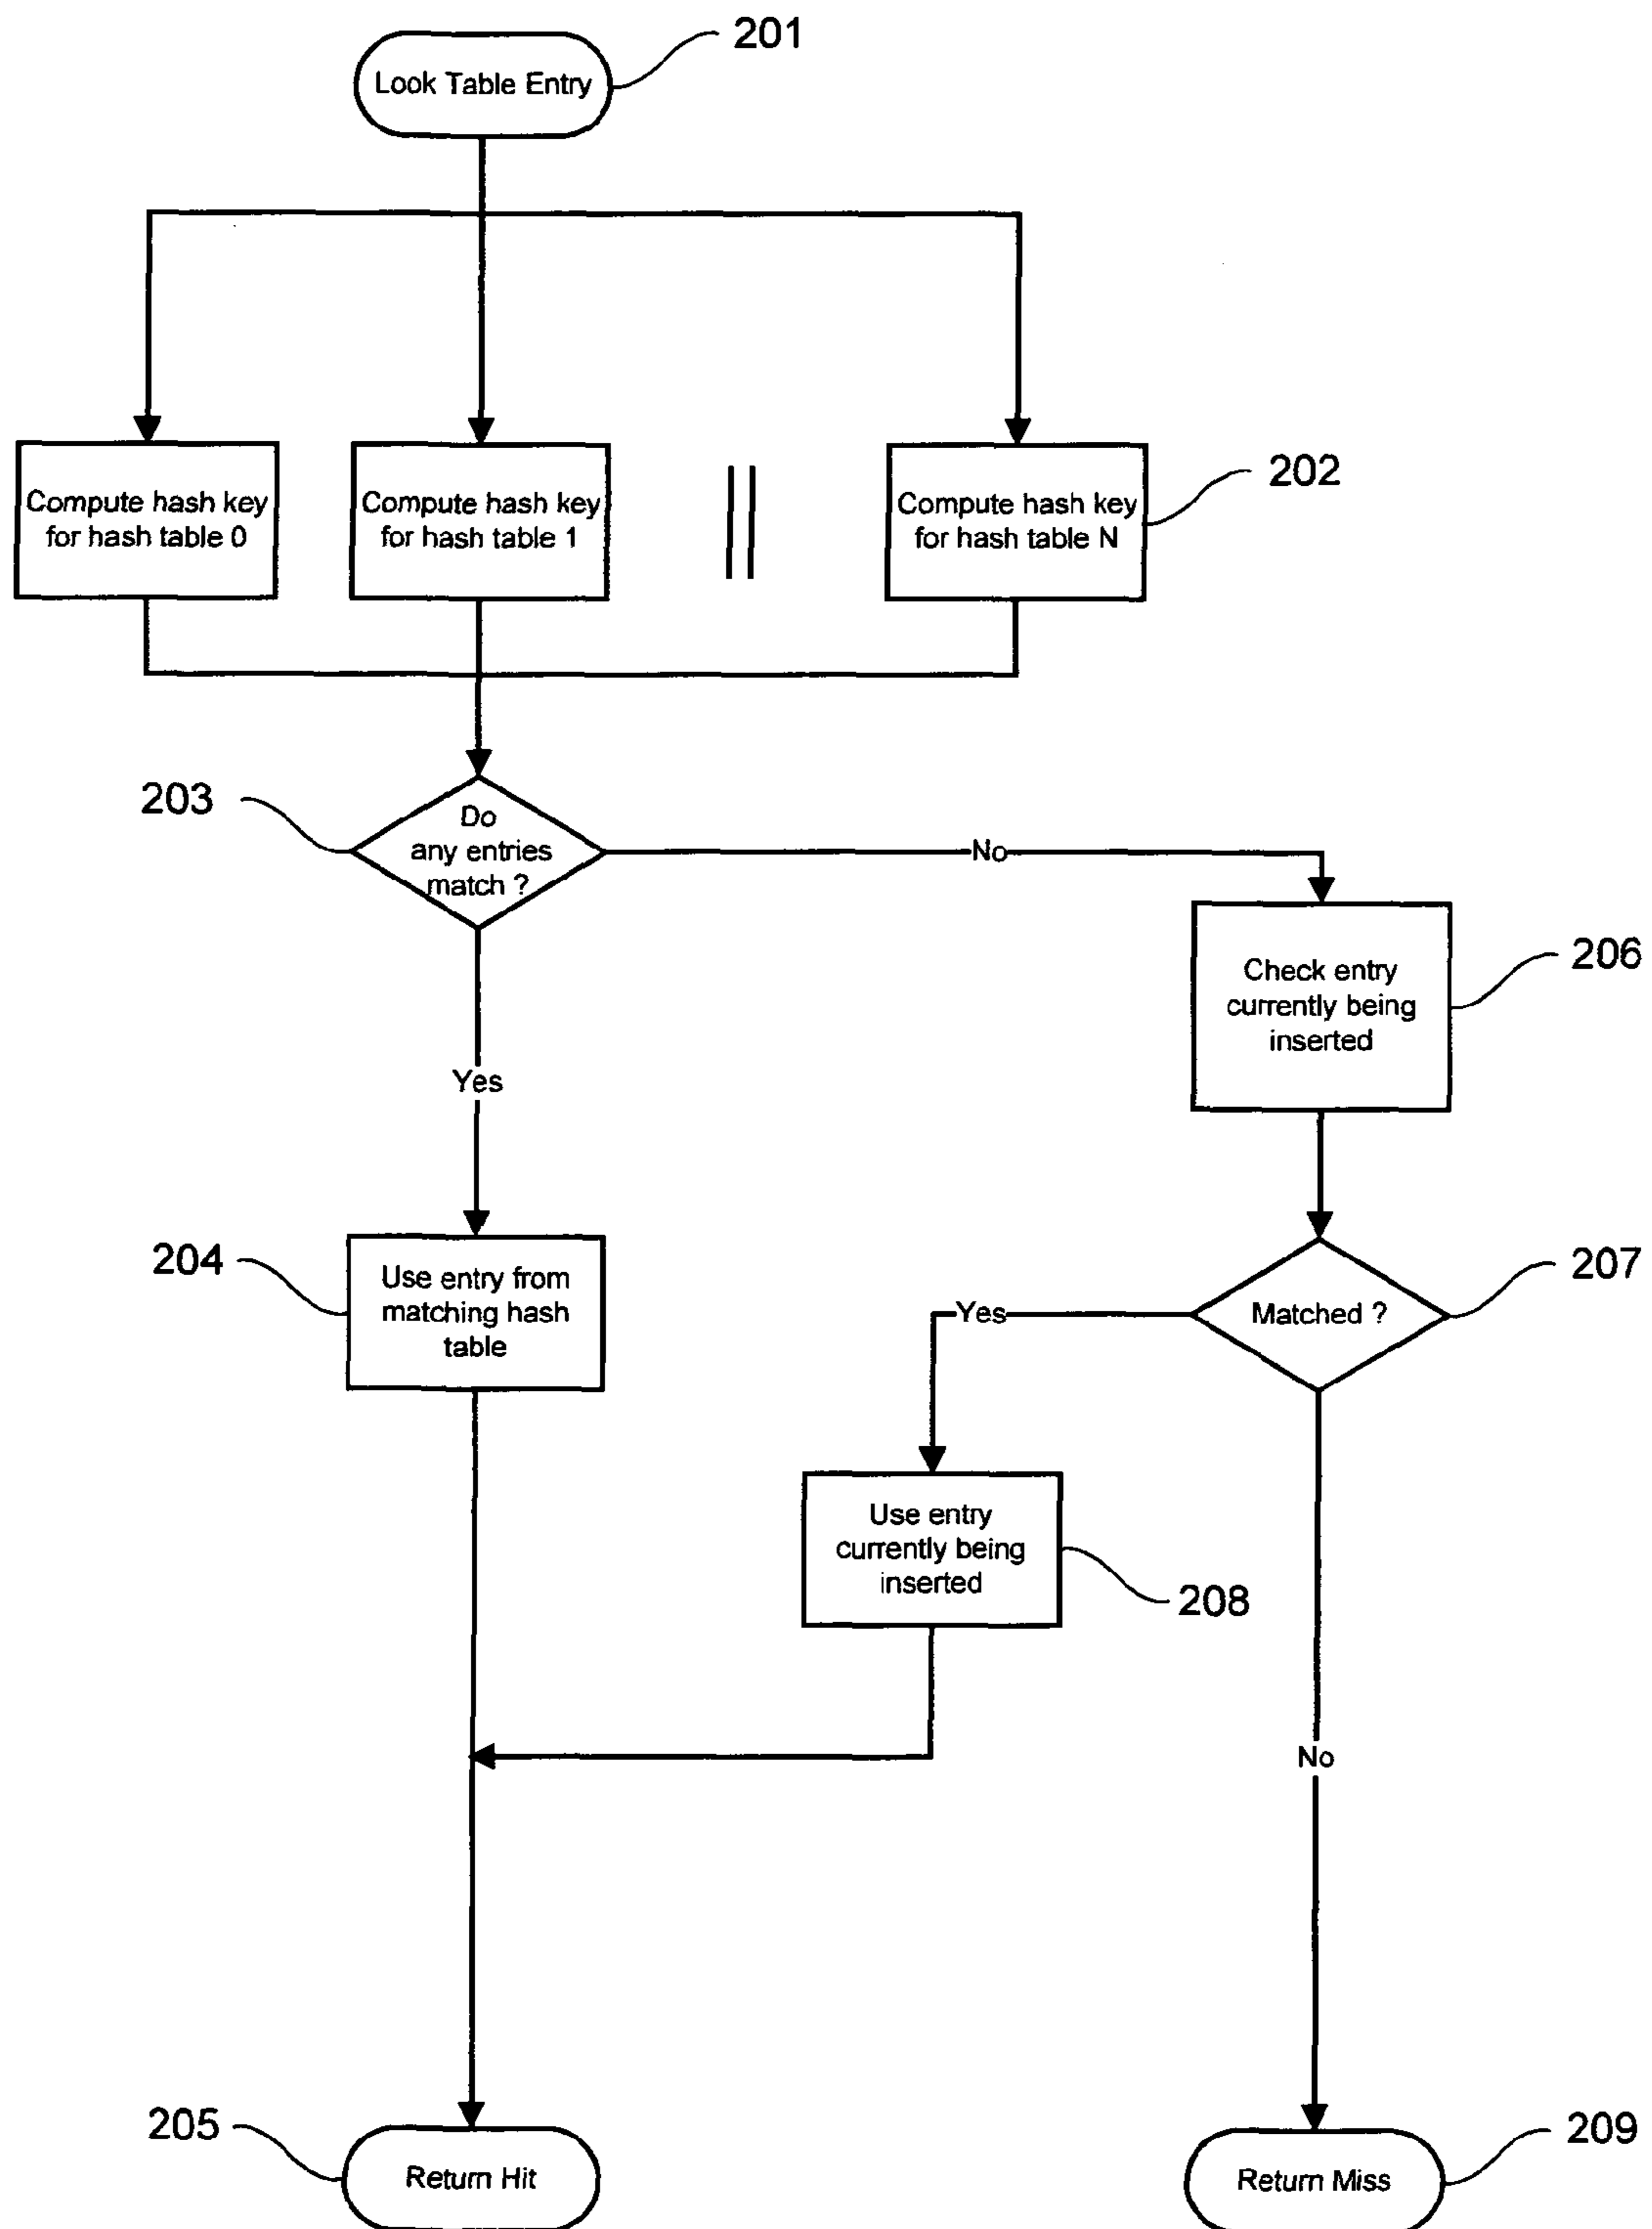 201
Look Table Entry
Compute hash key
for hash table 0
Compute hash key
for hash table 1
Compute hash key
for hash table N
202
203
Do
any entries
match ?
No
Yes
Check entry
currently being
inserted
206
204
Use entry from
matching hash
table
Matched ?
207
Yes
Use entry
currently being
inserted
208
No
205
Return Hit
Return Miss
209